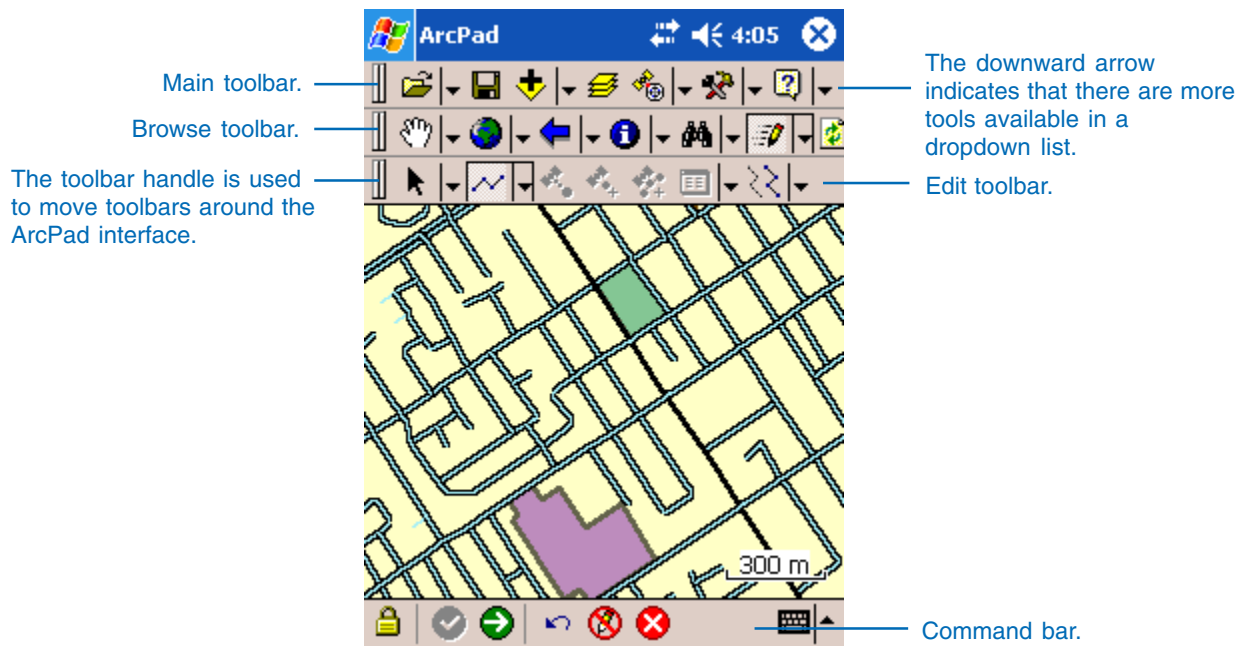 ArcPad 4:05
Main toolbar.
Browse toolbar.
The toolbar handle is used
to move toolbars around the
ArcPad interface.
The downward arrow
indicates that there are more
tools available in a
dropdown list.
Edit toolbar.
300 m
Command bar.